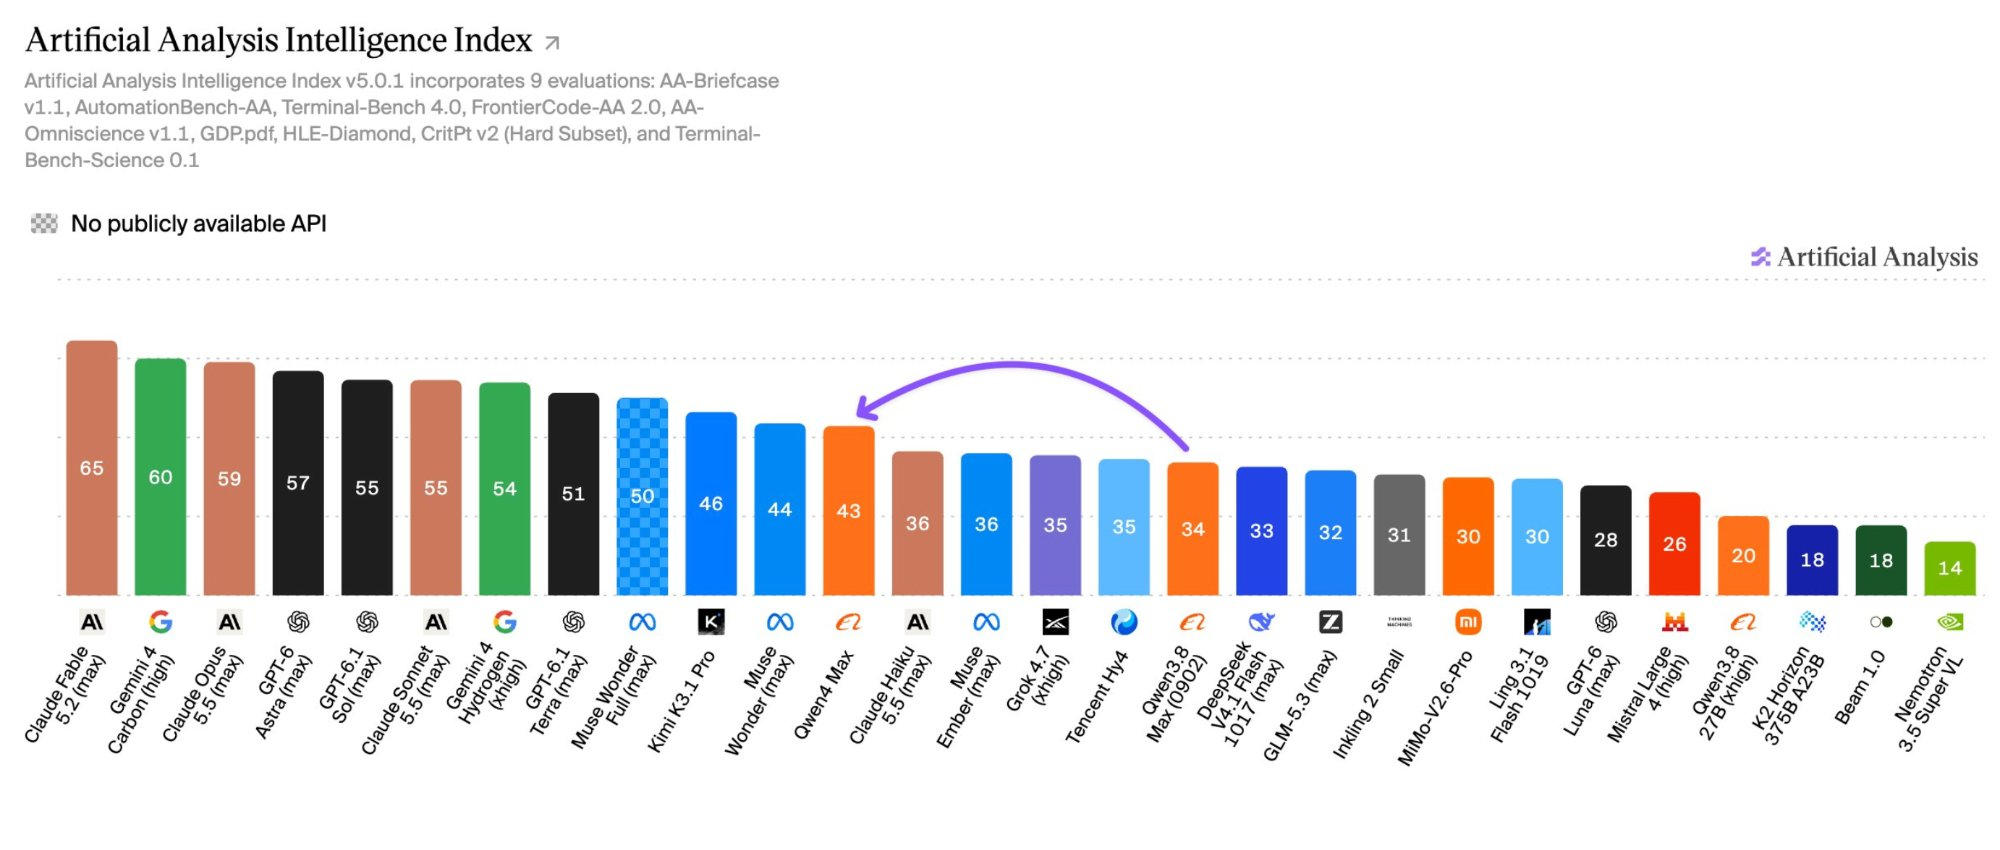 Artificial Analysis Intelligence Index
Artificial Analysis Intelligence Index v5.0.1 incorporates 9 evaluations: AA-Briefcase
v1.1, AutomationBench-AA, Terminal-Bench 4.0, FrontierCode-AA 2.0, AA-
Omniscience v1.1, GDP.pdf, HLE-Diamond, CritPt v2 (Hard Subset), and Terminal-
Bench-Science 0.1
No publicly available API
Artificial Analysis
65
60
59
57
55
55
54
51
50
46
44
43
36
36
35
35
34
33
32
31
30
30
28
26
20
18
18
14
THINKING
MACHINES
Claude Fable
5.2 (max)
Gemini 4
Carbon (high)
Claude Opus
5.5 (max)
GPT-6
Astra (max)
GPT-6.1
Sol (max)
Claude Sonnet
5.5 (max)
Gemini 4
Hydrogen
(xhigh)
GPT-6.1
Terra (max)
Muse Wonder
Full (max)
Kimi K3.1 Pro
Muse
Wonder (max)
Qwen4 Max
Claude Haiku
5.5 (max)
Muse
Ember (max)
Grok 4.7
(xhigh)
Tencent Hy4
Qwen3.8
Max (0902)
DeepSeek
V4.1 Flash
1017 (max)
GLM-5.3 (max)
Inkling 2 Small
MiMo-V2.6-Pro
Ling 3.1
Flash 1019
GPT-6
Luna (max)
Mistral Large
4 (high)
Qwen3.8
27B (xhigh)
K2 Horizon
375B A23B
Beam 1.0
Nemotron
3.5 Super VL